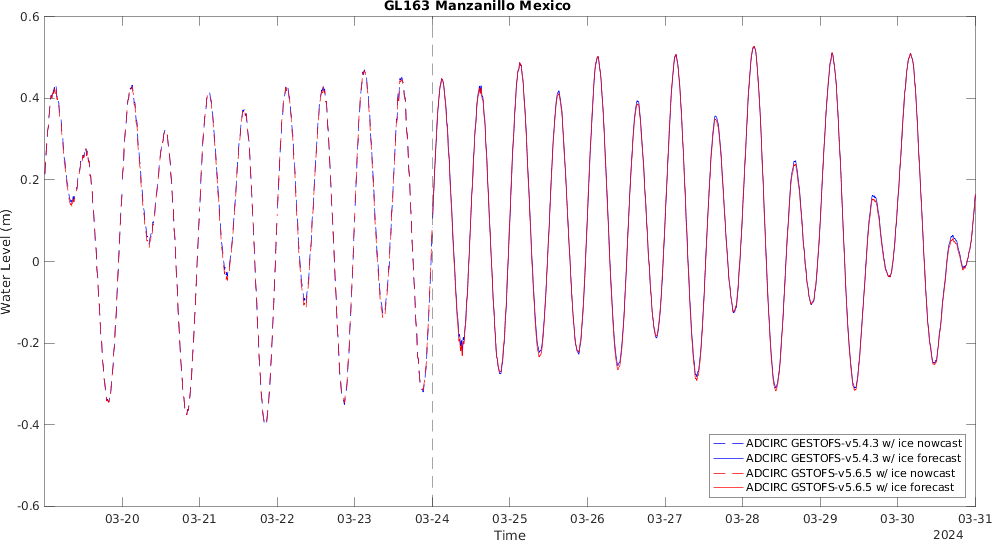 GL163 Manzanillo Mexico
0.6
0.4
0.2
0
-0.2
-0.4
-0.6
Water Level (m)
03-20
03-21
03-22
03-23
03-24
03-25
03-26
03-27
03-28
03-29
03-30
03-31
Time
2024
ADCIRC GESTOFS-v5.4.3 w/ ice nowcast
ADCIRC GESTOFS-v5.4.3 w/ ice forecast
ADCIRC GSTOFS-v5.6.5 w/ ice nowcast
ADCIRC GSTOFS-v5.6.5 w/ ice forecast